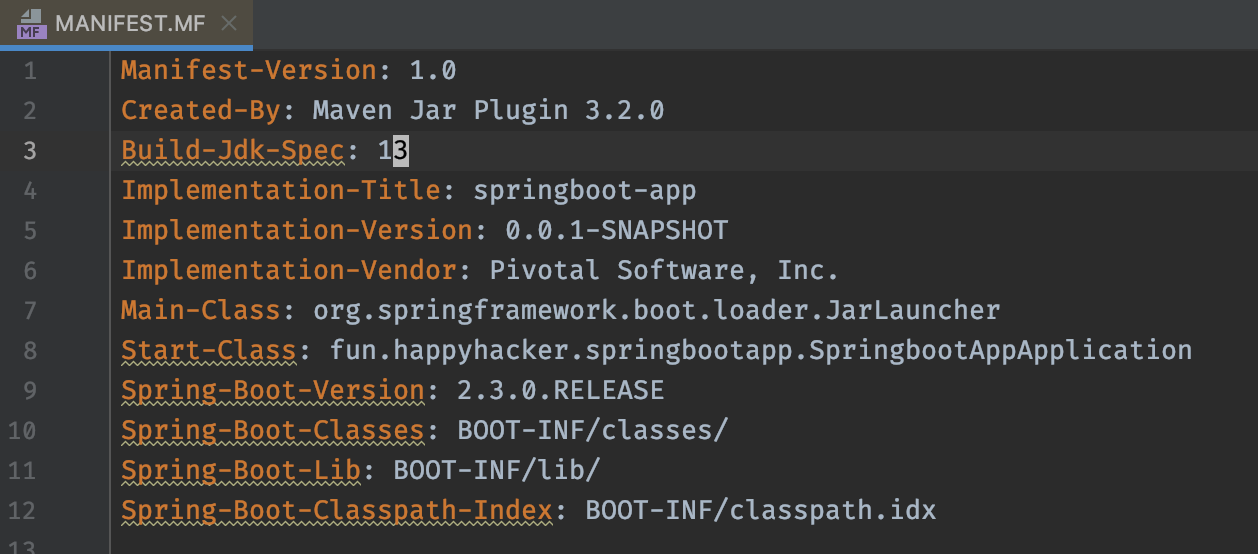 MF MANIFEST.MF
1 Manifest-Version: 1.0
2 Created-By: Maven Jar Plugin 3.2.0
3 Build-Jdk-Spec: 13
4 Implementation-Title: springboot-app
5 Implementation-Version: 0.0.1-SNAPSHOT
6 Implementation-Vendor: Pivotal Software, Inc.
7 Main-Class: org.springframework.boot.loader.JarLauncher
8 Start-Class: fun.happyhacker.springbootapp.SpringbootAppApplication
9 Spring-Boot-Version: 2.3.0.RELEASE
10 Spring-Boot-Classes: BOOT-INF/classes/
11 Spring-Boot-Lib: BOOT-INF/lib/
12 Spring-Boot-Classpath-Index: BOOT-INF/classpath.idx
13